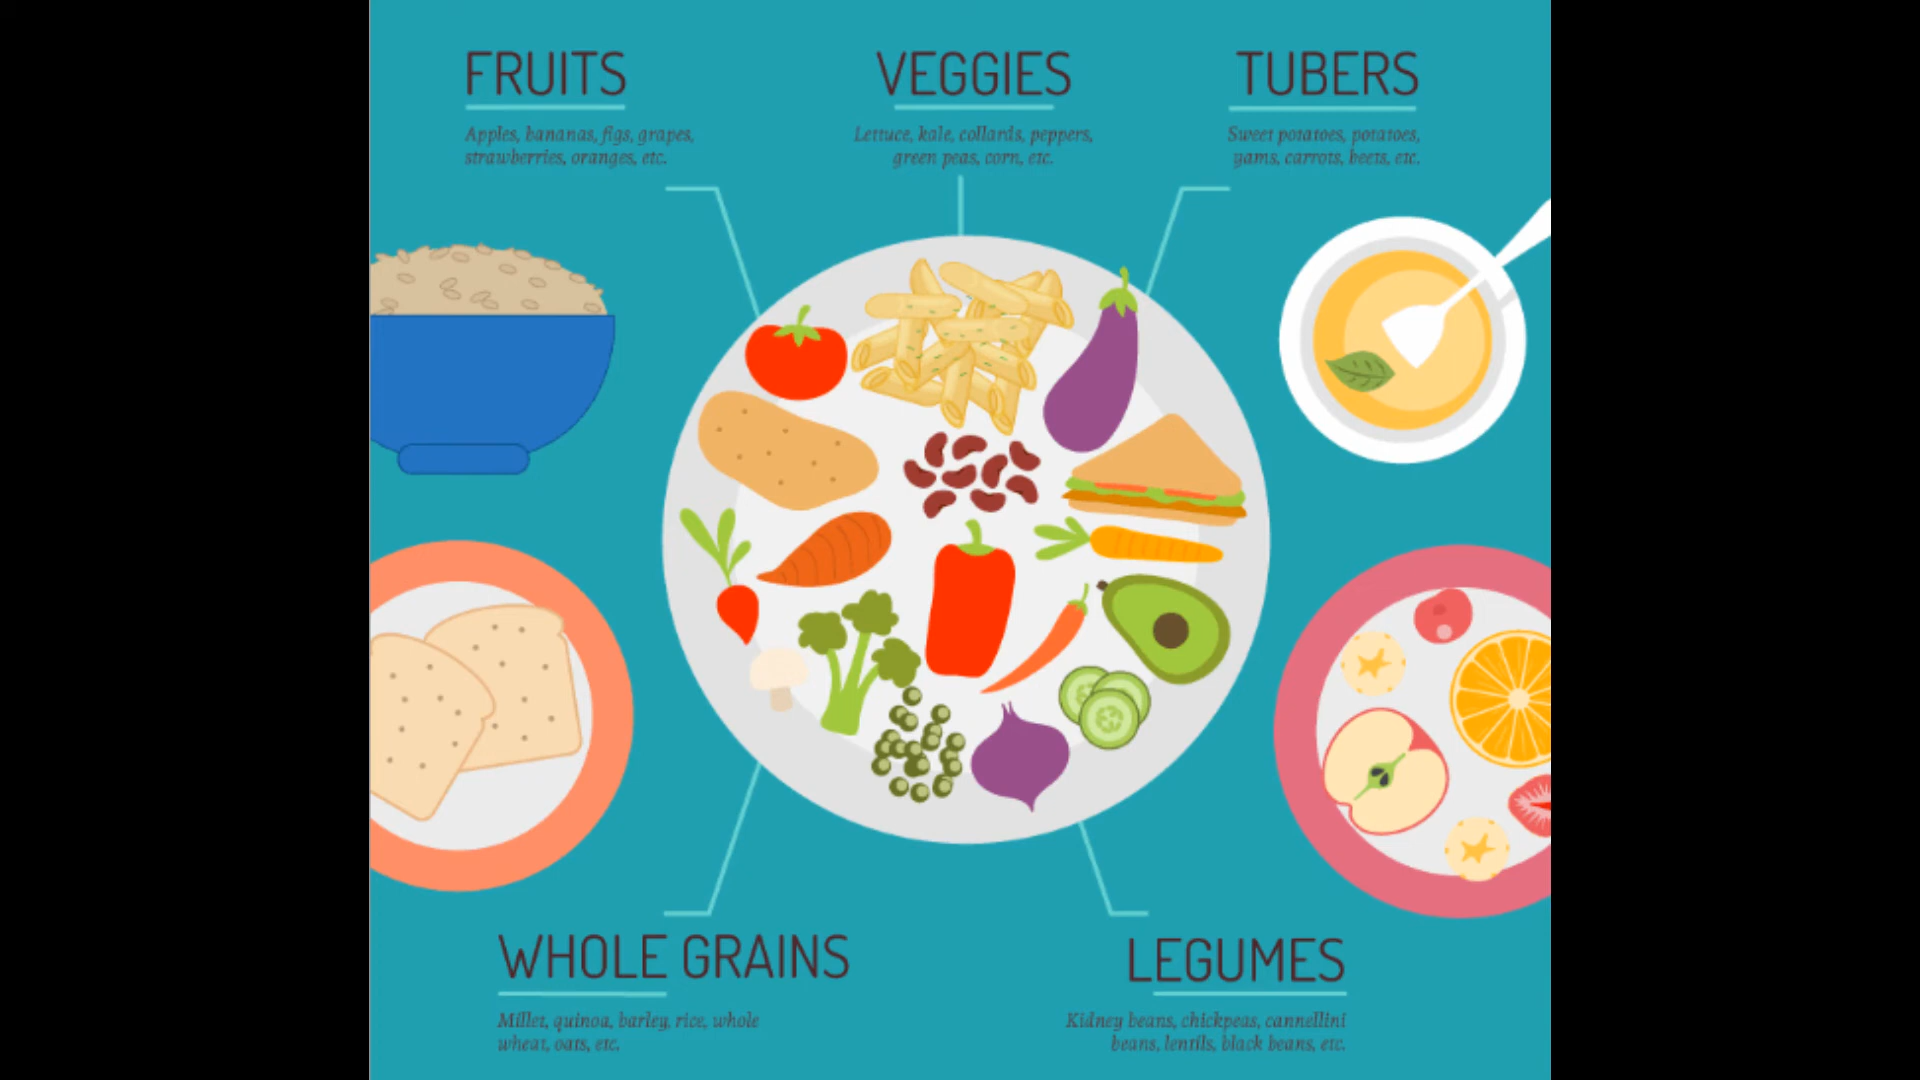 FRUITS
Apples, bananas, figs, grapes,
strawberries, oranges, etc.
VEGGIES
Lettuce, kale, collards, peppers,
green peas, corn, etc.
TUBERS
Sweet potatoes, potatoes,
yams, carrots, beets, etc.
WHOLE GRAINS
Millet, quinoa, barley, rice, whole
wheat, oats, etc.
LEGUMES
Kidney beans, chickpeas, cannellini
beans, lentils, black beans, etc.